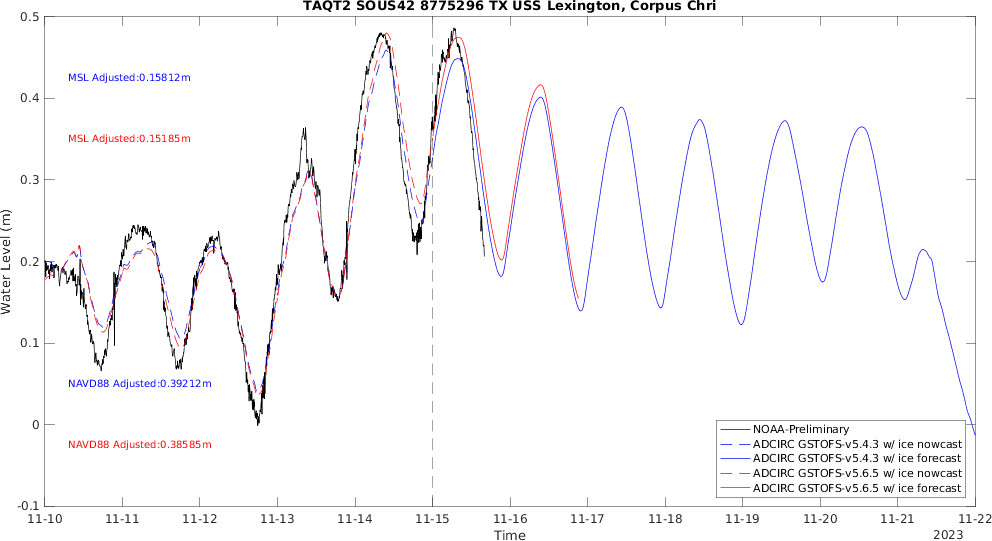 TAQT2 SOUS42 8775296 TX USS Lexington, Corpus Chri
0.5
MSL Adjusted:0.15812m
0.4
MSL Adjusted:0.15185m
0.3
Water Level (m)
0.2
0.1
NAVD88 Adjusted:0.39212m
0
NAVD88 Adjusted:0.38585m
NOAA-Preliminary
ADCIRC GSTOFS-v5.4.3 w/ ice nowcast
ADCIRC GSTOFS-v5.4.3 w/ ice forecast
ADCIRC GSTOFS-v5.6.5 w/ ice nowcast
ADCIRC GSTOFS-v5.6.5 w/ ice forecast
-0.1
11-10 11-11 11-12 11-13 11-14 11-15 11-16 11-17 11-18 11-19 11-20 11-21 11-22
Time
2023